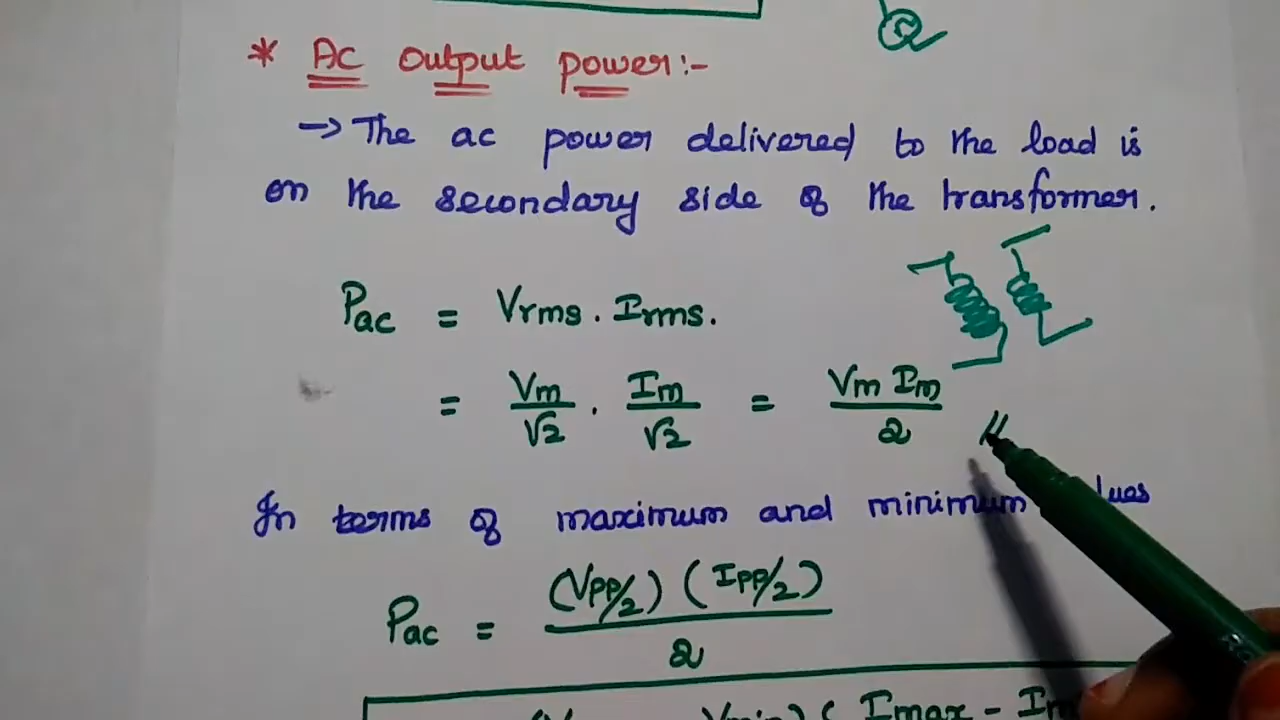 * Ac output power:-
→ The ac power delivered to the load is
on the secondary side of the transformer.
Pac = Vrms . Irms.
= Vm/√2 . Im/√2 = Vm Im/2 //
In terms of maximum and minimum
Pac = (VPP/2) (IPP/2)/2
Imax - I